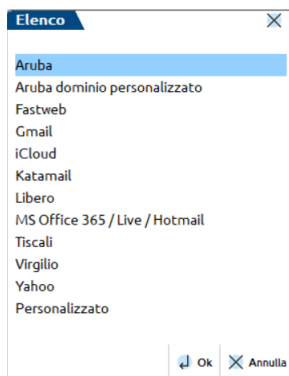 Elenco
Aruba
Aruba dominio personalizzato
Fastweb
Gmail
iCloud
Katamail
Libero
MS Office 365 / Live / Hotmail
Tiscali
Virgilio
Yahoo
Personalizzato
Ok Annulla